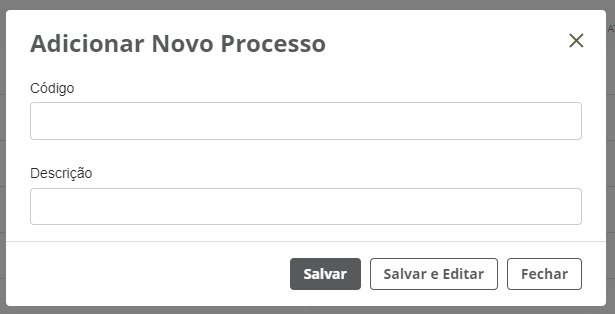 Adicionar Novo Processo
Código
Descrição
Salvar
Salvar e Editar
Fechar